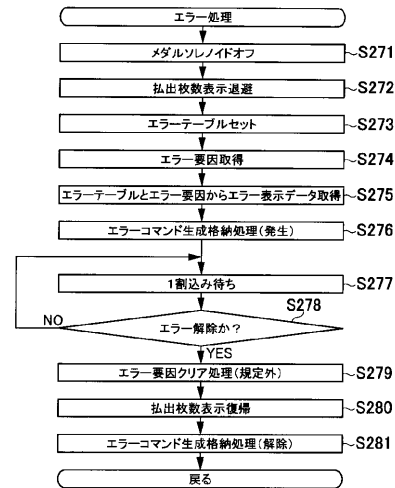 エラー処理
メダルソレノイドオフ
S271
払出枚数表示退避
S272
エラーテーブルセット
S273
エラー要因取得
S274
エラーテーブルとエラー要因からエラー表示データ取得
S275
エラーコマンド生成格納処理(発生)
S276
1割込み待ち
S277
S278
エラー解除か?
NO
YES
エラー要因クリア処理(規定外)
S279
払出枚数表示復帰
S280
エラーコマンド生成格納処理(解除)
S281
戻る